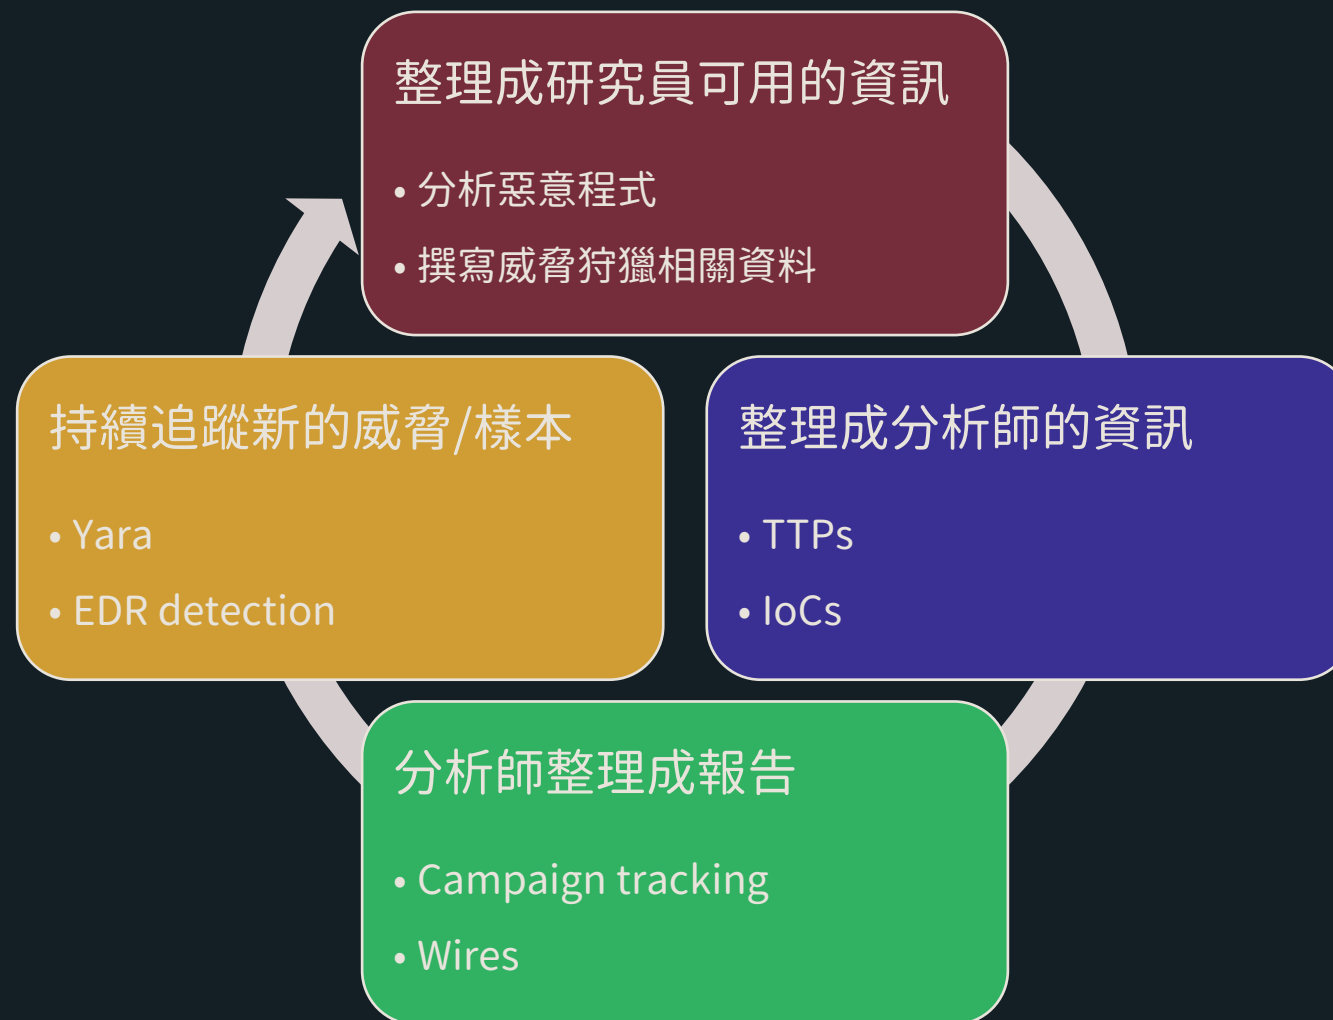 整理成研究員可用的資訊
• 分析惡意程式
• 撰寫威脅狩獵相關資料
持續追蹤新的威脅/樣本
• Yara
• EDR detection
整理成分析師的資訊
• TTPs
• IoCs
分析師整理成報告
• Campaign tracking
• Wires